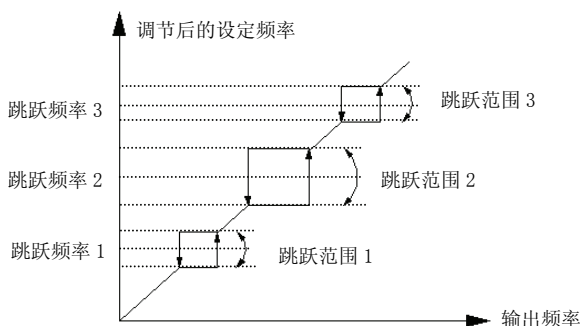 调节后的设定频率
跳跃频率 3
跳跃范围 3
跳跃频率 2
跳跃范围 2
跳跃频率 1
跳跃范围 1
输出频率